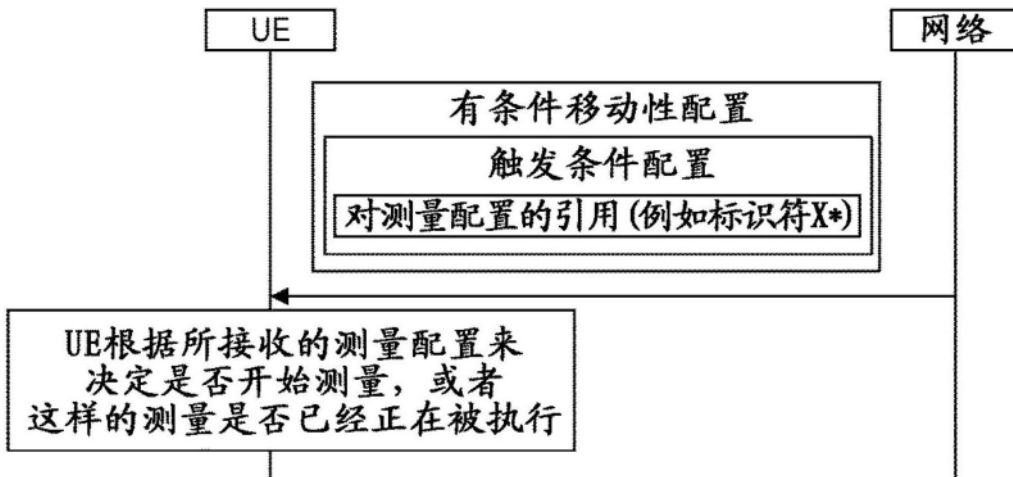 UE
网络
有条件移动性配置
触发条件配置
对测量配置的引用(例如标识符X*)
UE根据所接收的测量配置来
决定是否开始测量，或者
这样的测量是否已经正在被执行